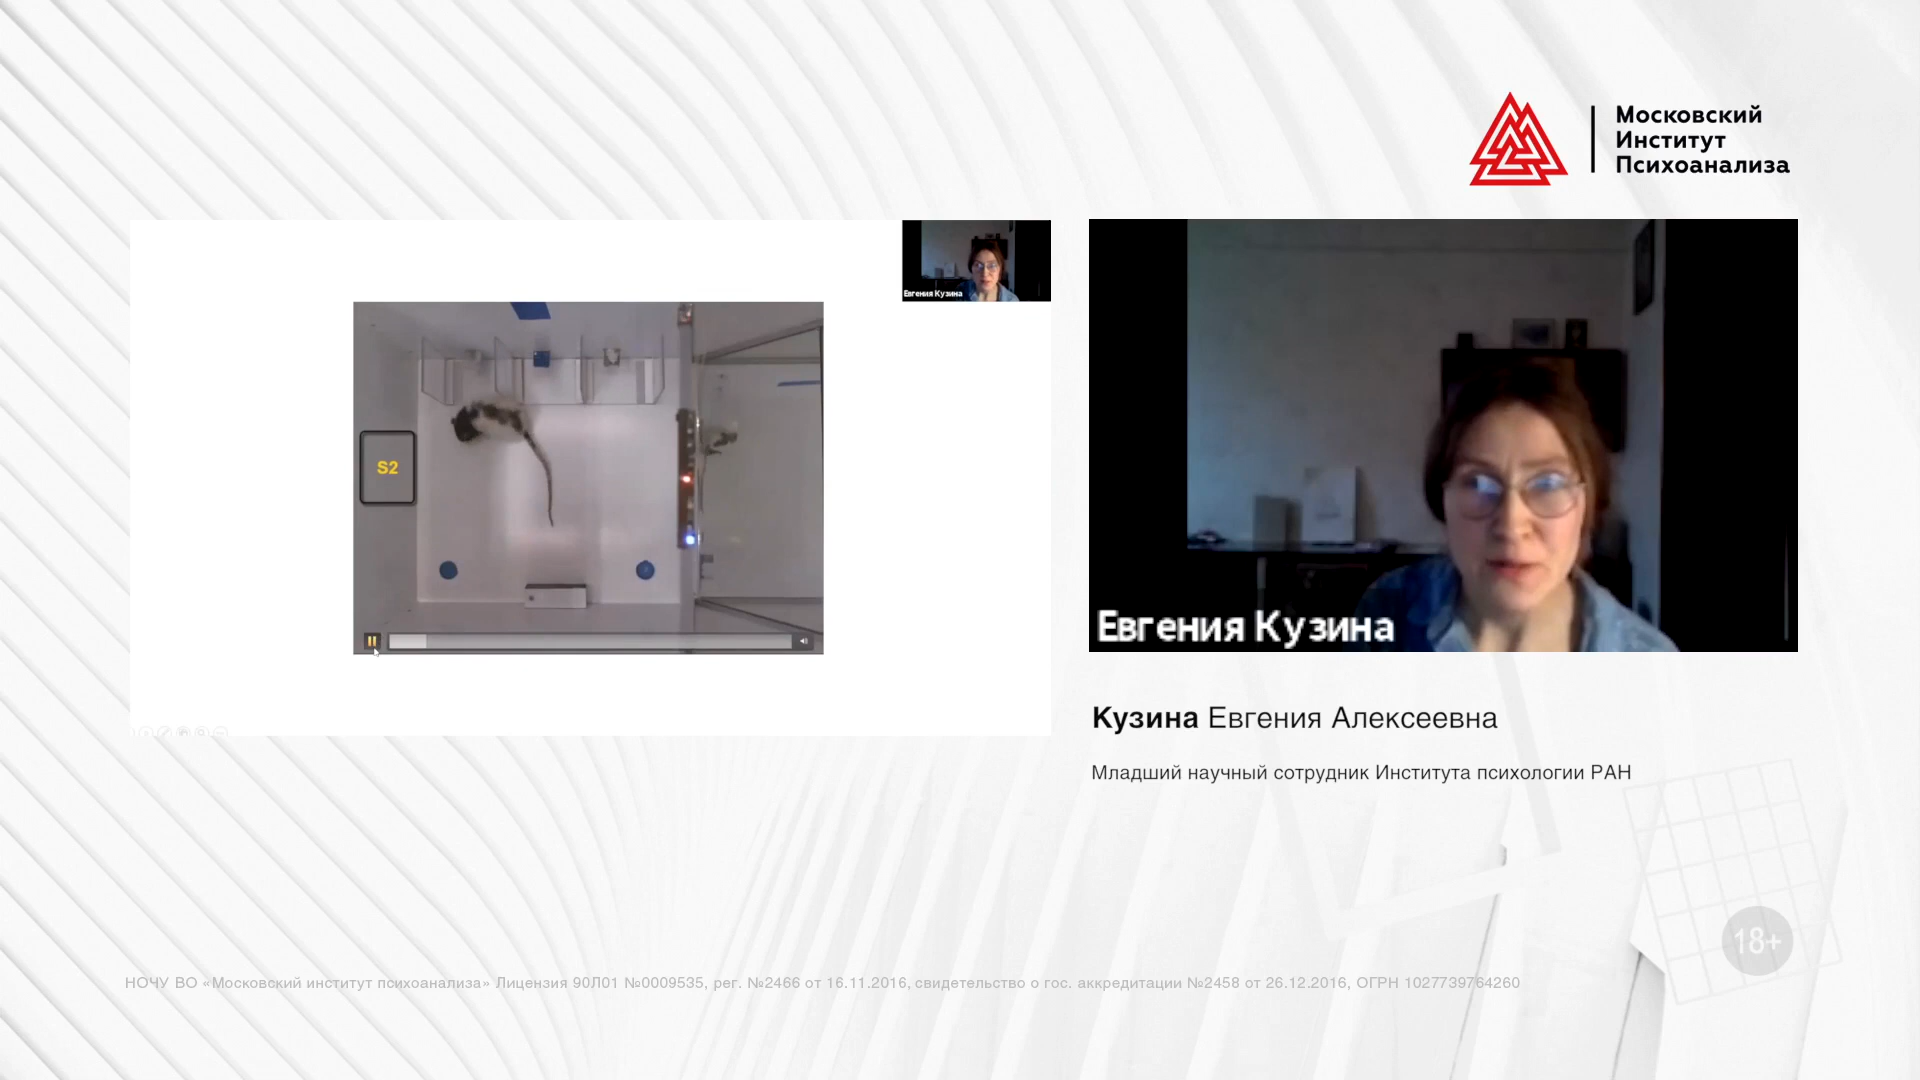 Московский
Институт
Психоанализа
Евгения Кузина
S2
Евгения Кузина
Кузина Евгения Алексеевна
Младший научный сотрудник Института психологии РАН
18+
НОЧУ ВО «Московский институт психоанализа» Лицензия 90Л01 №0009535, рег. №2466 от 16.11.2016, свидетельство о гос. аккредитации №2458 от 26.12.2016, ОГРН 1027739764260